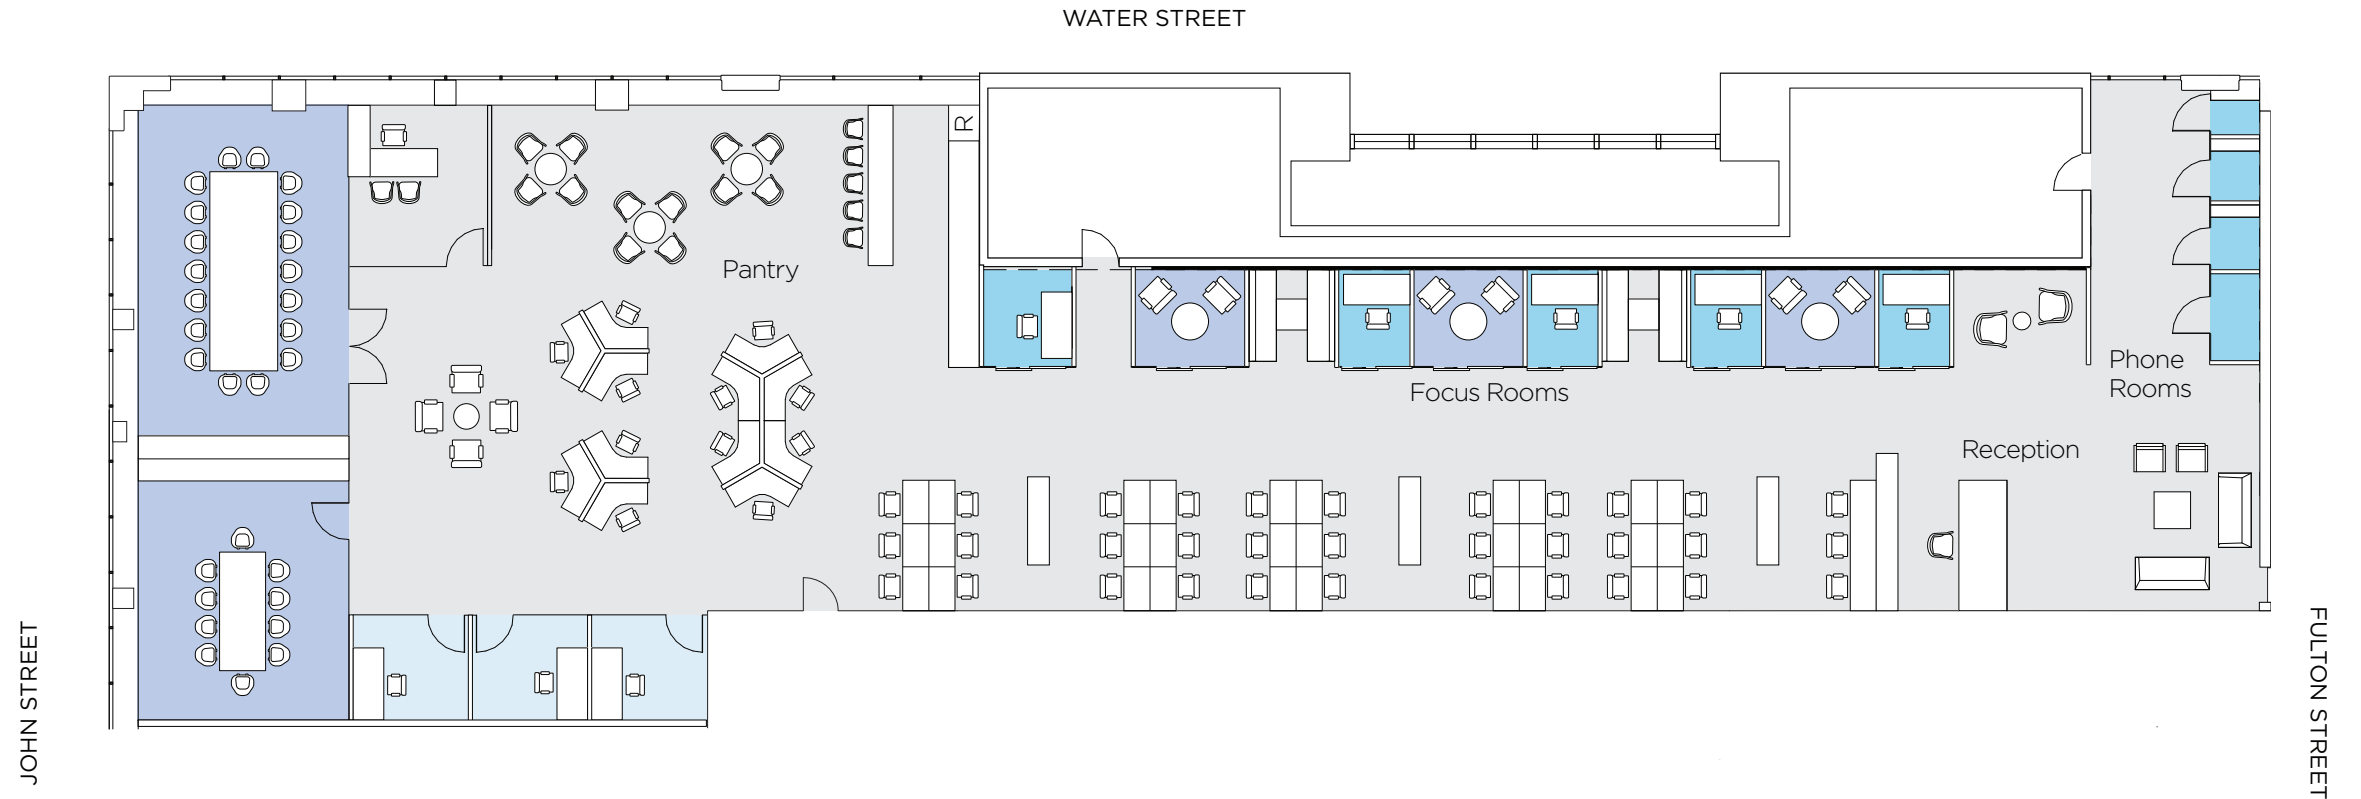 WATER STREET
R
Pantry
Phone
Rooms
Focus Rooms
Reception
JOHN STREET
FULTON STREET